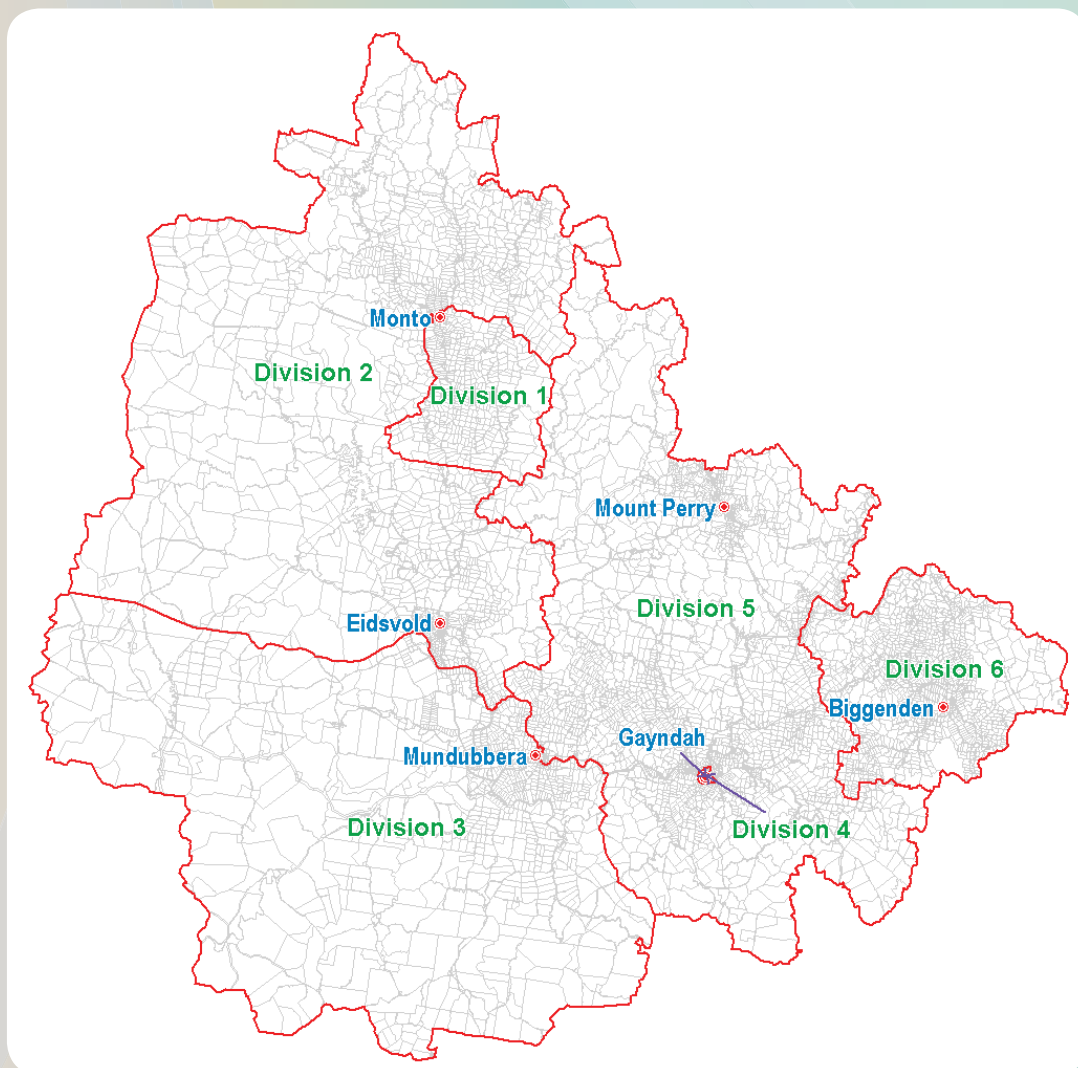 Monto
Division 2
Division 1
Mount Perry
Division 5
Eidsvold
Division 6
Biggenden
Gayndah
Mundubbera
Division 3
Division 4